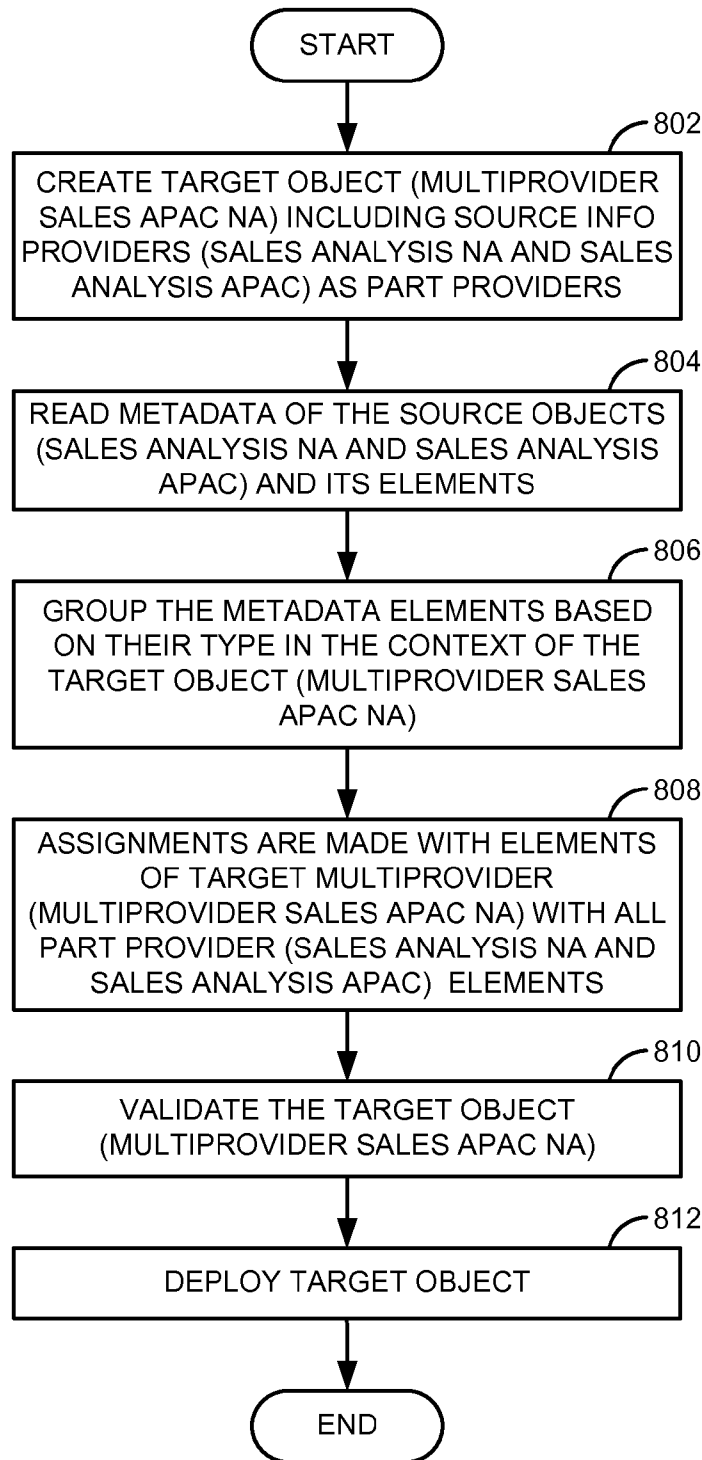 START
802
CREATE TARGET OBJECT (MULTIPROVIDER
SALES APAC NA) INCLUDING SOURCE INFO
PROVIDERS (SALES ANALYSIS NA AND SALES
ANALYSIS APAC) AS PART PROVIDERS
804
READ METADATA OF THE SOURCE OBJECTS
(SALES ANALYSIS NA AND SALES ANALYSIS
APAC) AND ITS ELEMENTS
806
GROUP THE METADATA ELEMENTS BASED
ON THEIR TYPE IN THE CONTEXT OF THE
TARGET OBJECT (MULTIPROVIDER SALES
APAC NA)
808
ASSIGNMENTS ARE MADE WITH ELEMENTS
OF TARGET MULTIPROVIDER
(MULTIPROVIDER SALES APAC NA) WITH ALL
PART PROVIDER (SALES ANALYSIS NA AND
SALES ANALYSIS APAC) ELEMENTS
810
VALIDATE THE TARGET OBJECT
(MULTIPROVIDER SALES APAC NA)
812
DEPLOY TARGET OBJECT
END